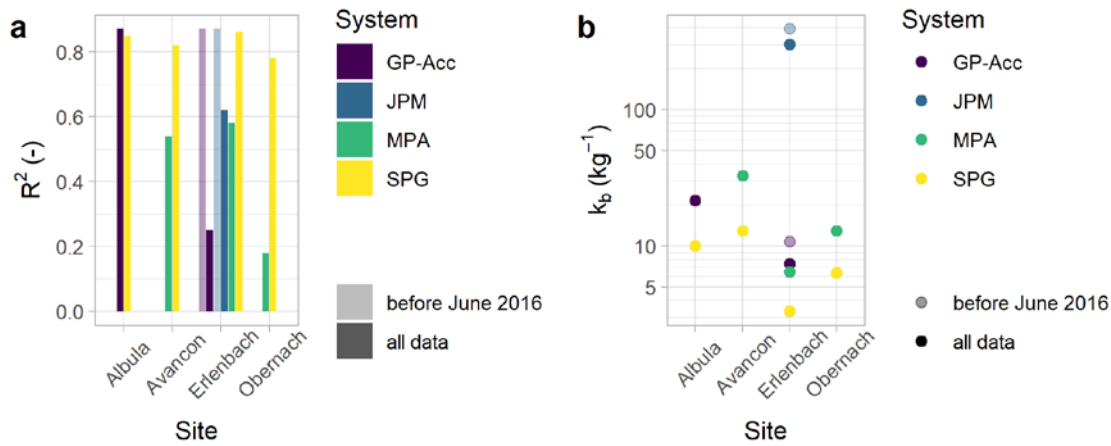 a
System
GP-Acc
JPM
MPA
SPG
before June 2016
all data
R² (-)
0.8
0.6
0.4
0.2
0.0
Albula
Avancon
Erlenbach
Obernach
Site
b
System
GP-Acc
JPM
MPA
SPG
before June 2016
all data
k_b (kg⁻¹)
100
50
10
5
Albula
Avancon
Erlenbach
Obernach
Site